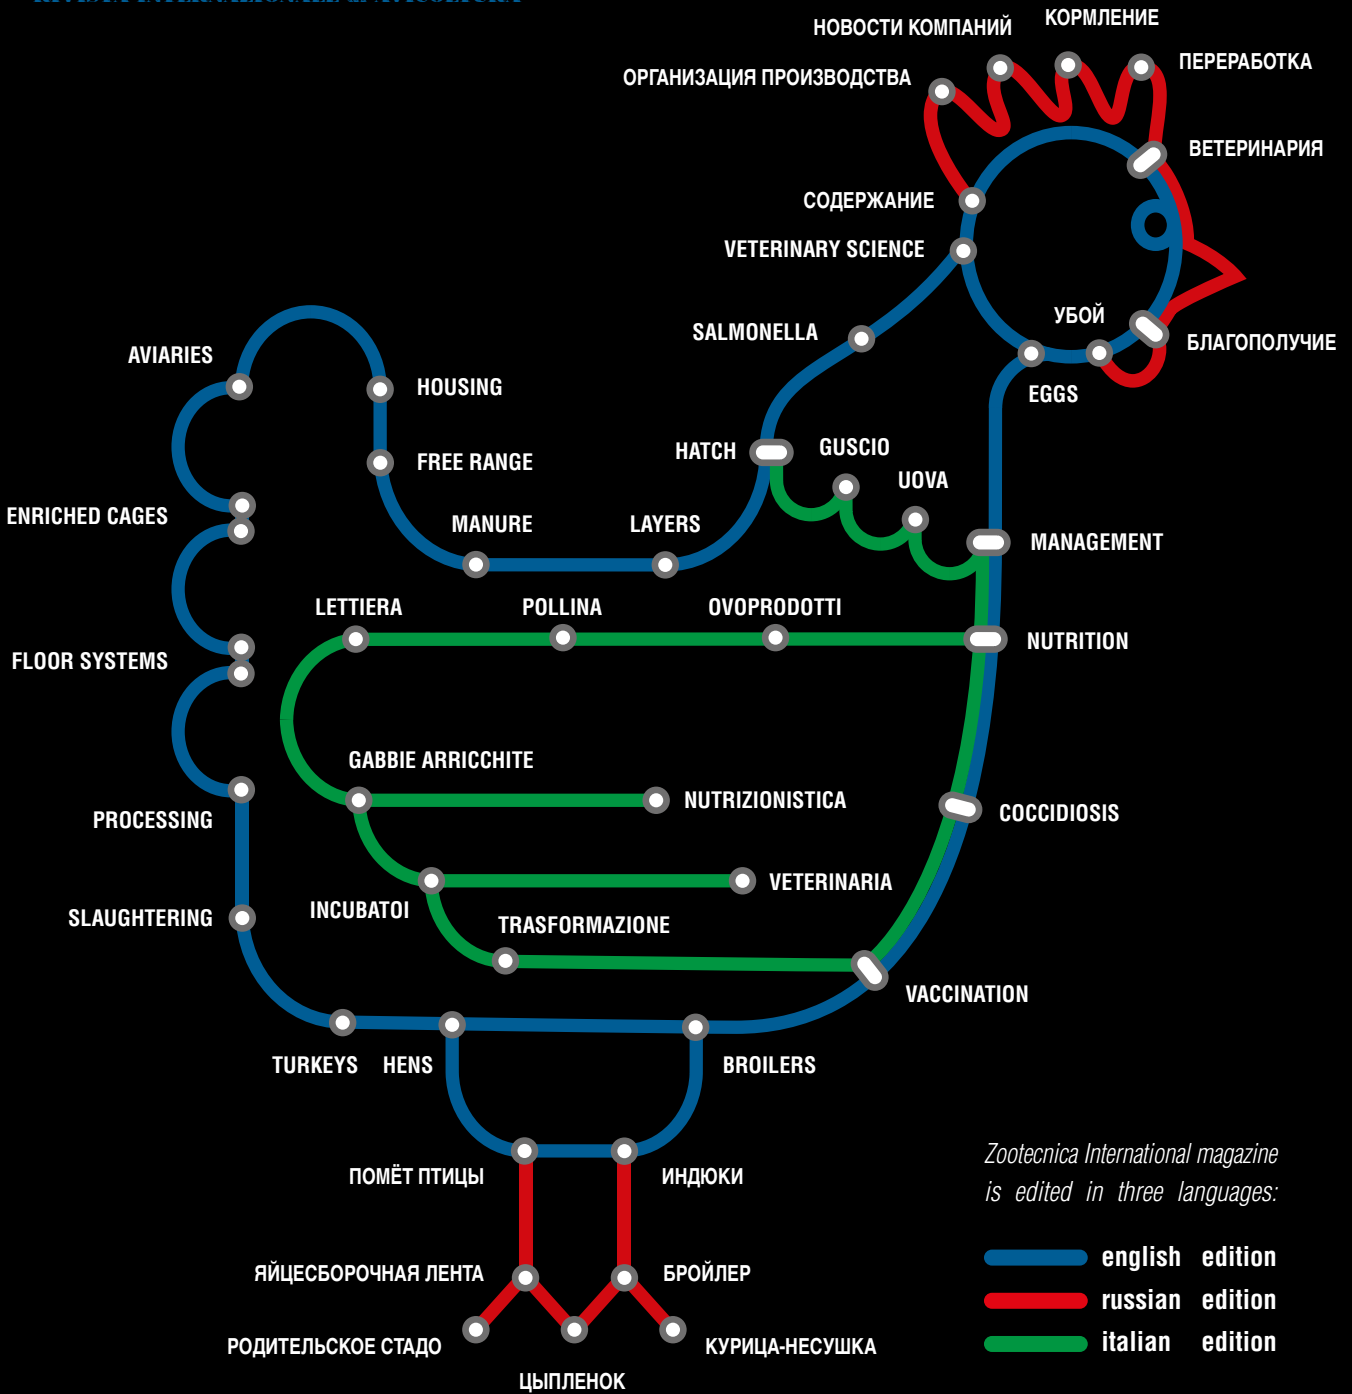 НОВОСТИ КОМПАНИЙ
КОРМЛЕНИЕ
ОРГАНИЗАЦИЯ ПРОИЗВОДСТВА
ПЕРЕРАБОТКА
ВЕТЕРИНАРИЯ
СОДЕРЖАНИЕ
VETERINARY SCIENCE
УБОЙ
SALMONELLA
БЛАГОПОЛУЧИЕ
AVIARIES
HOUSING
EGGS
HATCH
GUSCIO
FREE RANGE
UOVA
ENRICHED CAGES
MANURE
LAYERS
MANAGEMENT
LETTIERA
POLLINA
OVOPRODOTTI
NUTRITION
FLOOR SYSTEMS
GABBIE ARRICCHITE
NUTRIZIONISTICA
COCCIDIOSIS
PROCESSING
VETERINARIA
INCUBATOI
SLAUGHTERING
TRASFORMAZIONE
VACCINATION
TURKEYS
HENS
BROILERS
ПОМЁТ ПТИЦЫ
ИНДЮКИ
ЯЙЦЕСБОРОЧНАЯ ЛЕНТА
БРОЙЛЕР
РОДИТЕЛЬСКОЕ СТАДО
КУРИЦА-НЕСУШКА
ЦЫПЛЕНОК
Zootecnica International magazine
is edited in three languages:
english edition
russian edition
italian edition